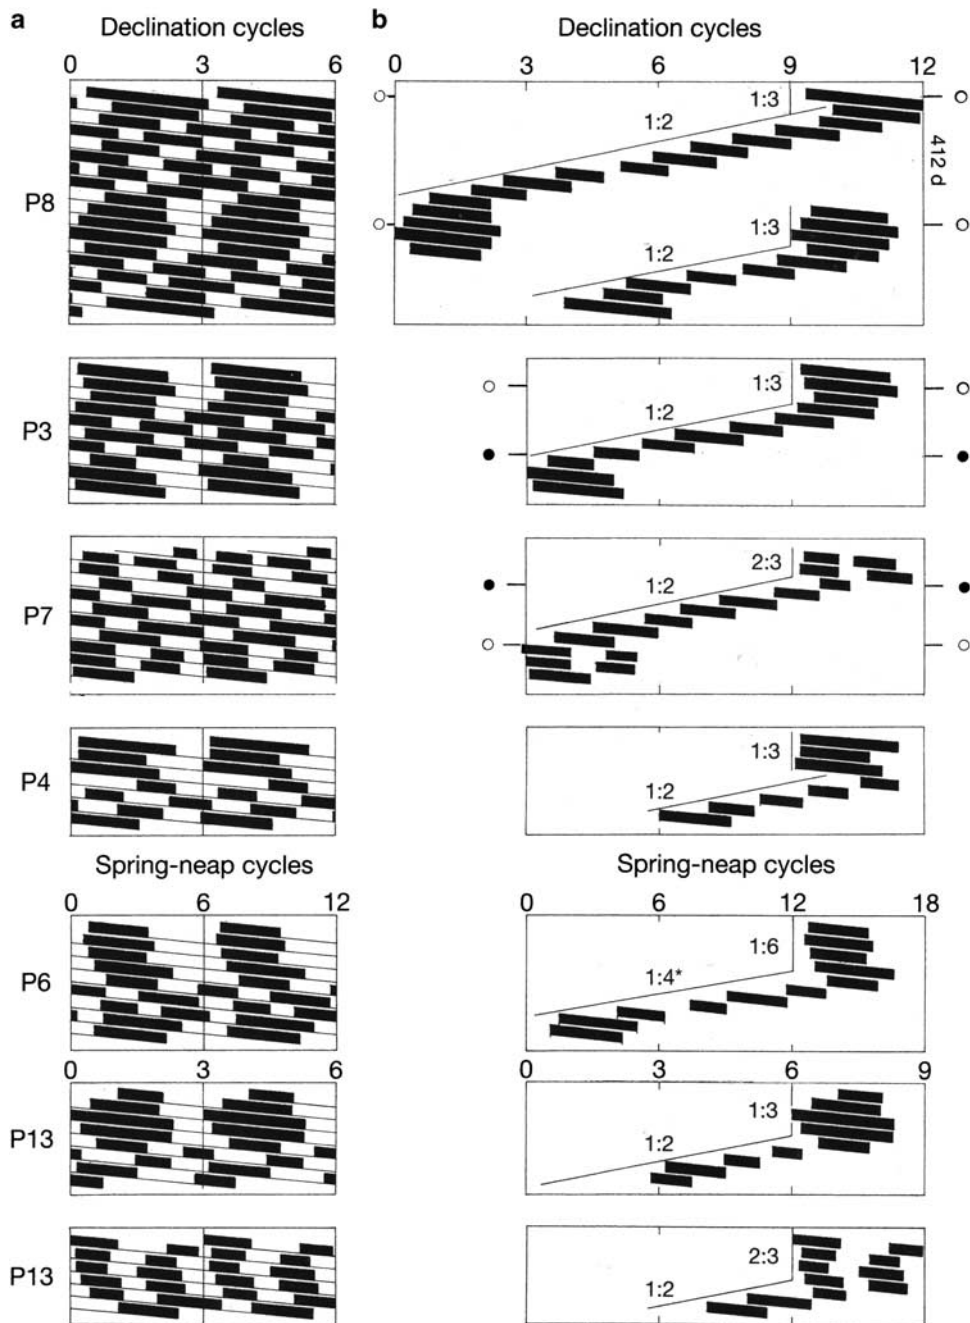 a Declination cycles
0 3 6
P8
b Declination cycles
0 3 6 9 12
1:3
1:2
412 d
1:3
1:2
P3
1:3
1:2
P7
2:3
1:2
P4
1:3
1:2
Spring-neap cycles
0 6 12
P6
Spring-neap cycles
0 6 12 18
1:6
1:4*
0 3 6
P13
0 3 6 9
1:3
1:2
P13
2:3
1:2